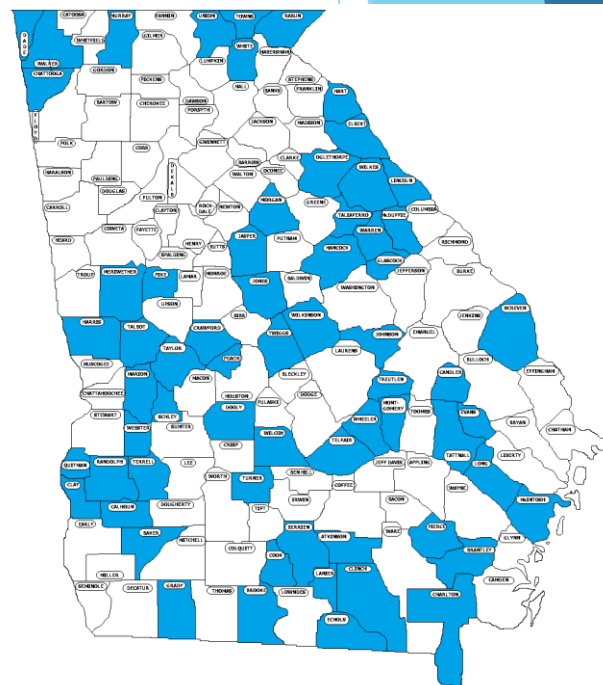 CATOOSA
MURRAY
FANNIN
UNION
TOWNS
RABUN
DADE
WHITFIELD
GILMER
WALKER
CHATTOOGA
GORDON
PICKENS
LUMPKIN
WHITE
HABERSHAM
STEPHENS
FRANKLIN
BANKS
HART
HALL
DAWSON
FORSYTH
BARTOW
CHEROKEE
FLOYD
JACKSON
MADISON
ELBERT
POLK
COBB
GWINNETT
BARROW
CLARKE
OGLETHORPE
WILKES
LINCOLN
HARALSON
PAULDING
DOUGLAS
DEKALB
WALTON
OCONEE
FULTON
CARROLL
CLAYTON
ROCK-
DALE
NEWTON
MORGAN
GREENE
TALIAFERRO
McDUFFIE
COLUMBIA
HEARD
COWETA
FAYETTE
HENRY
BUTTS
JASPER
PUTNAM
HANCOCK
WARREN
RICHMOND
SPALDING
GLASCOCK
JEFFERSON
BURKE
TROUP
MERIWETHER
PIKE
LAMAR
MONROE
JONES
BALDWIN
WASHINGTON
UPSON
BIBB
WILKINSON
JENKINS
SCREVEN
HARRIS
TALBOT
CRAWFORD
TWIGGS
JOHNSON
EMANUEL
TAYLOR
PEACH
LAURENS
BULLOCH
EFFINGHAM
MUSCOGEE
MARION
MACON
HOUSTON
BLECKLEY
TREUTLEN
CANDLER
CHATTAHOOCHEE
SCHLEY
DOOLY
PULASKI
DODGE
MONT-
GOMERY
TOOMBS
EVANS
BRYAN
CHATHAM
STEWART
WEBSTER
SUMTER
CRISP
WILCOX
WHEELER
TELFAIR
TATTNALL
LIBERTY
QUITMAN
RANDOLPH
TERRELL
LEE
BEN HILL
JEFF DAVIS
APPLING
LONG
CLAY
CALHOUN
DOUGHERTY
WORTH
TURNER
IRWIN
COFFEE
BACON
WAYNE
McINTOSH
EARLY
BAKER
MITCHELL
TIFT
BERRIEN
ATKINSON
WARE
PIERCE
BRANTLEY
GLYNN
MILLER
COLQUITT
COOK
LANIER
CLINCH
SEMINOLE
DECATUR
GRADY
THOMAS
BROOKS
LOWNDES
ECHOLS
CHARLTON
CAMDEN